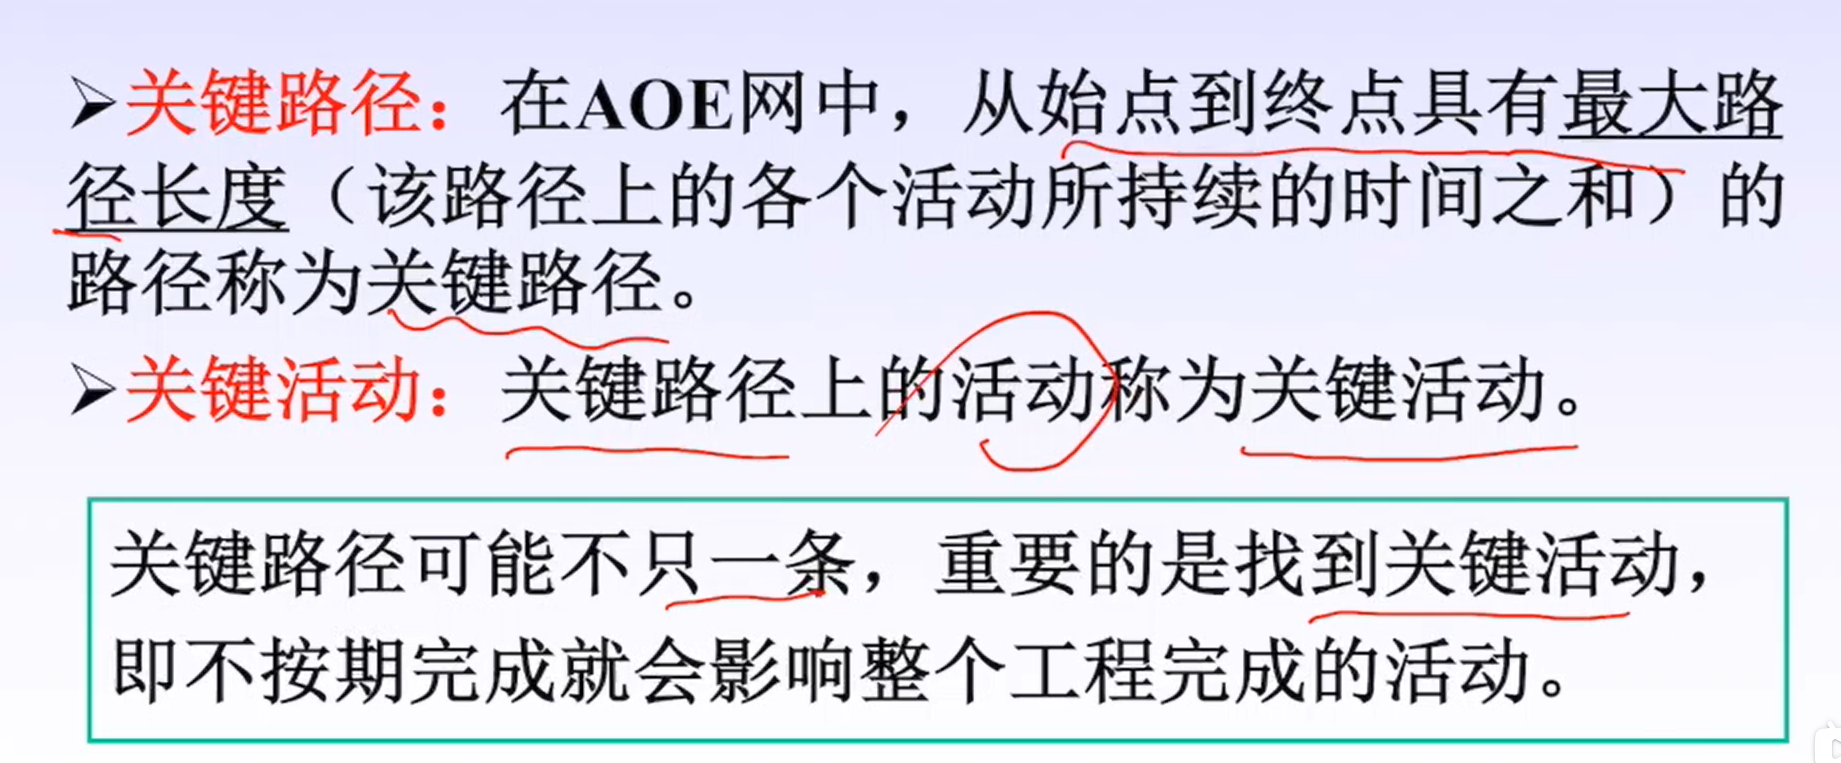 ➢关键路径：在AOE网中，从始点到终点具有最大路
径长度（该路径上的各个活动所持续的时间之和）的
路径称为关键路径。
➢关键活动：关键路径上的活动称为关键活动。
关键路径可能不只一条，重要的是找到关键活动，
即不按期完成就会影响整个工程完成的活动。